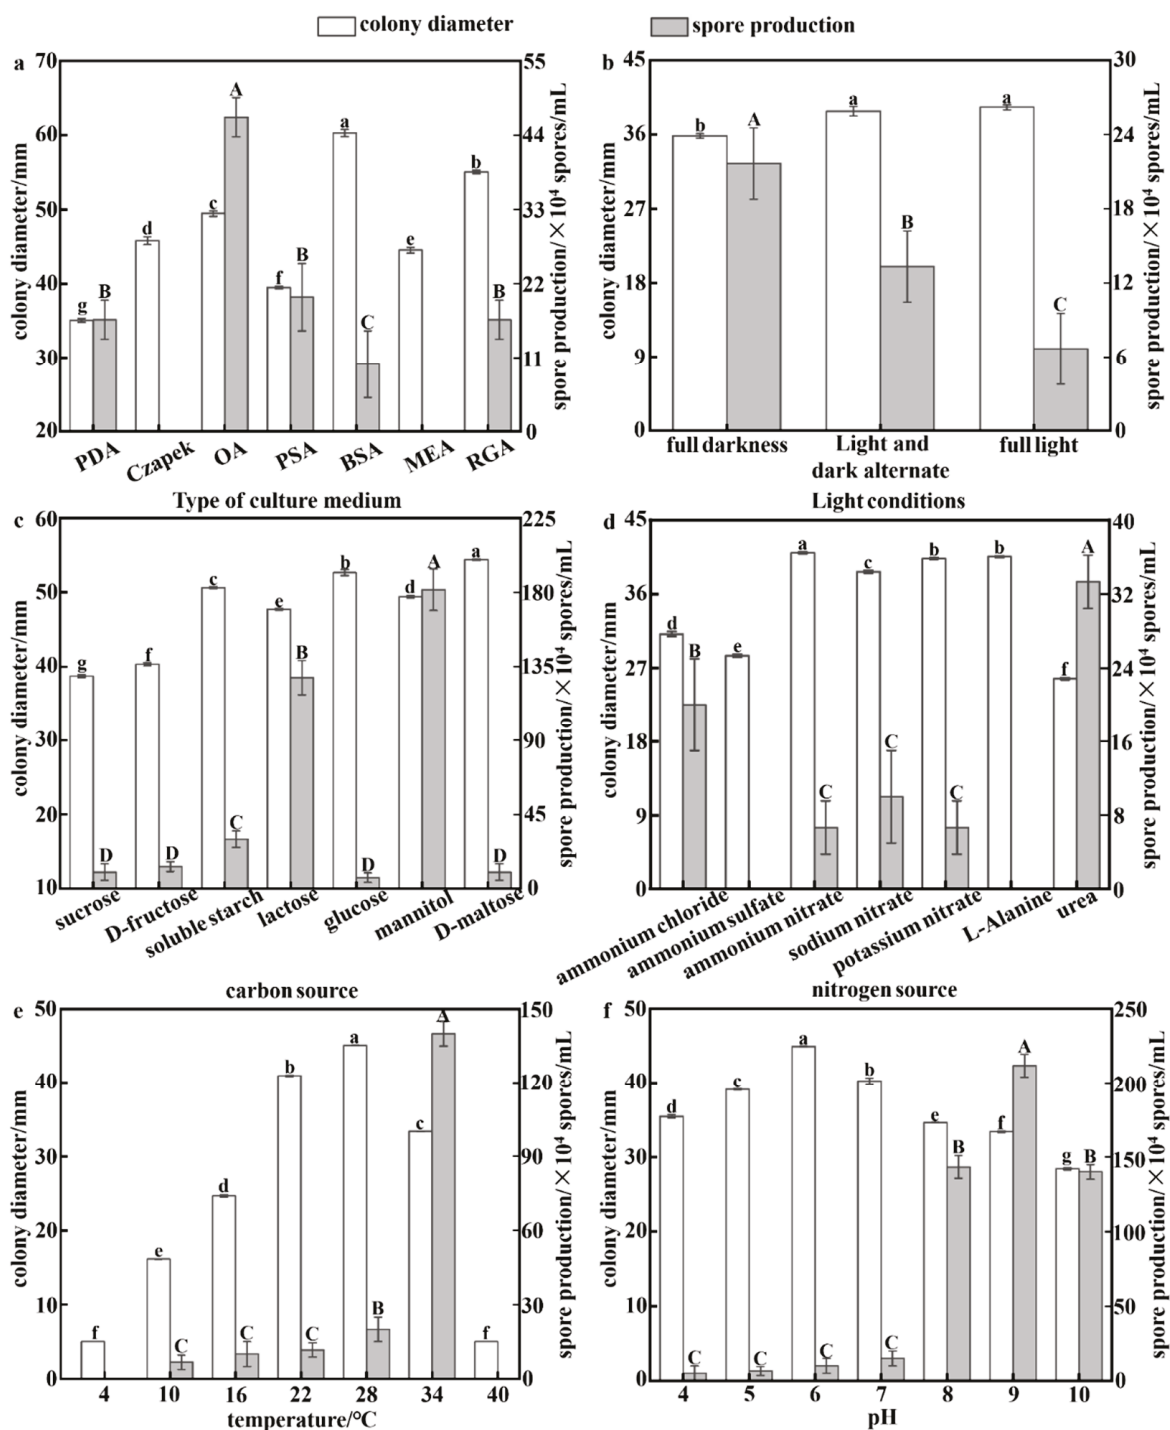 colony diameter
spore production
a
70
60
50
40
30
20
colony diameter/mm
55
44
33
22
11
0
spore production/×10⁴ spores/mL
g B d c A f B a C e b B
PDA Czapek OA PSA BSA MEA RGA
Type of culture medium
b
45
36
27
18
9
0
colony diameter/mm
30
24
18
12
6
0
spore production/×10⁴ spores/mL
b A a B a C
full darkness Light and dark alternate full light
Light conditions
c
60
50
40
30
20
10
colony diameter/mm
225
180
135
90
45
0
spore production/×10⁴ spores/mL
g D f D c C e B b D d A a D
sucrose D-fructose soluble starch lactose glucose mannitol D-maltose
carbon source
d
45
36
27
18
9
0
colony diameter/mm
40
32
24
16
8
0
spore production/×10⁴ spores/mL
d B e a C c C b C b f A
ammonium chloride ammonium sulfate ammonium nitrate sodium nitrate potassium nitrate L-Alanine urea
nitrogen source
e
50
40
30
20
10
0
colony diameter/mm
150
120
90
60
30
0
spore production/×10⁴ spores/mL
f e C d C b C a B c A f
4 10 16 22 28 34 40
temperature/°C
f
50
40
30
20
10
0
colony diameter/mm
250
200
150
100
50
0
spore production/×10⁴ spores/mL
d C c C a C b C e B f A g B
4 5 6 7 8 9 10
pH